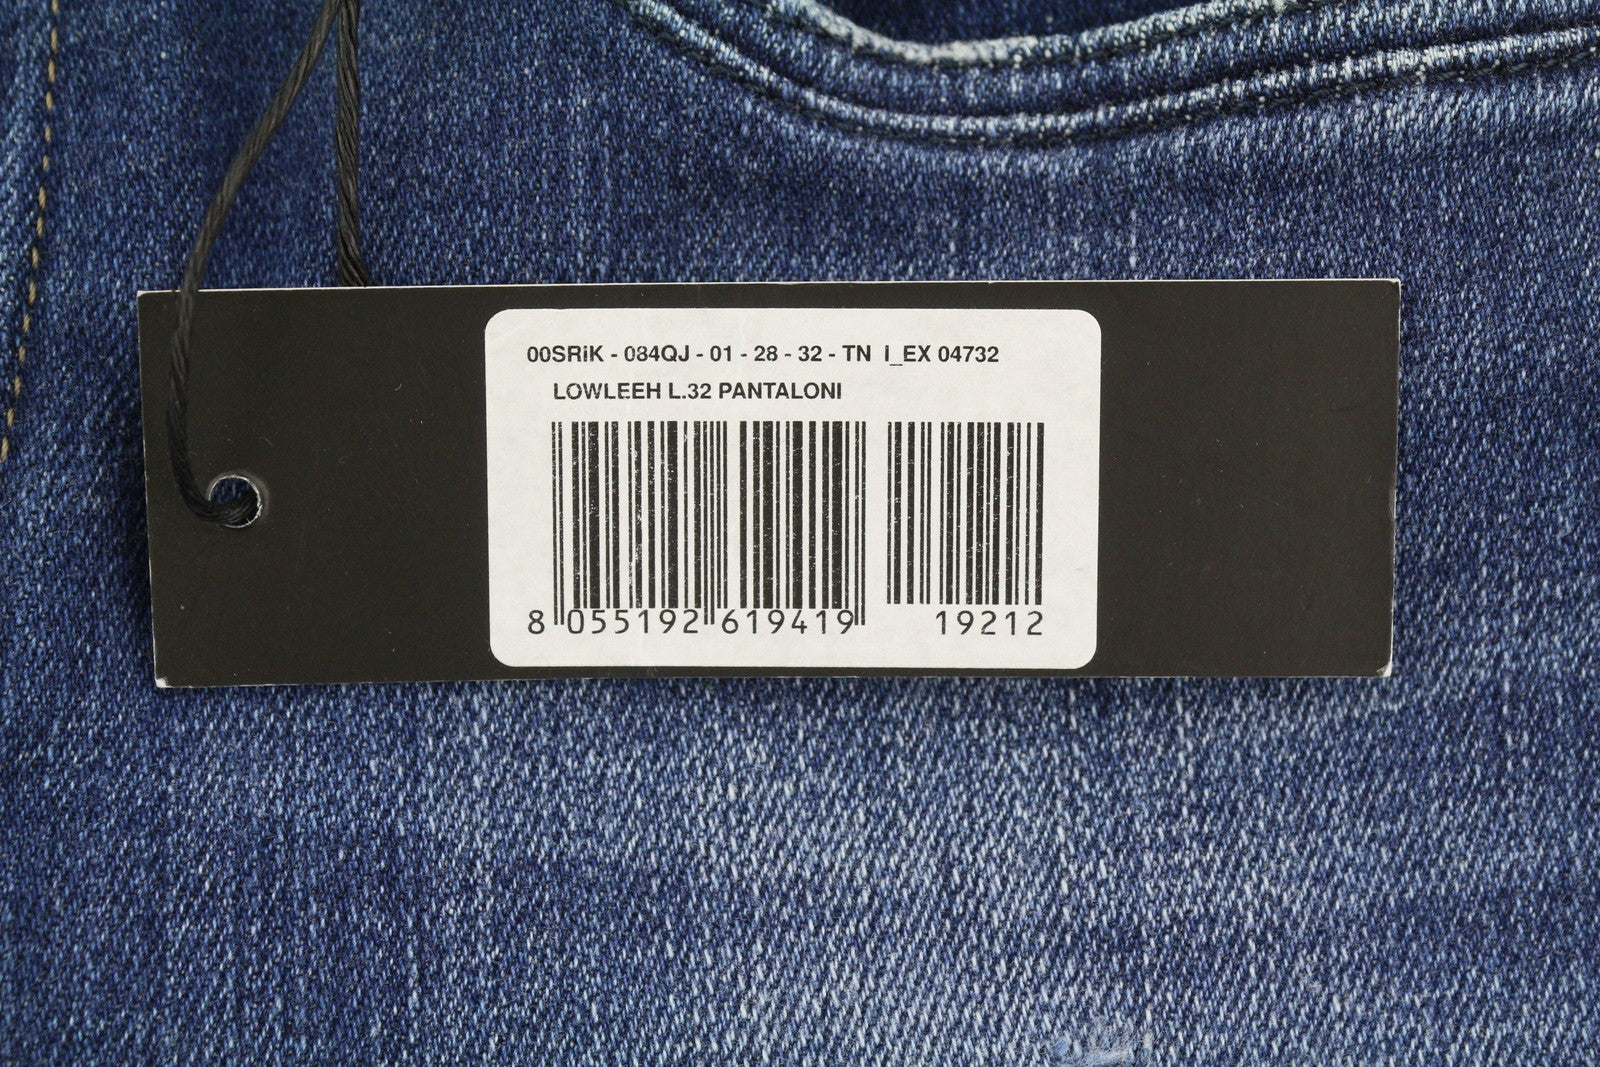 00SRIK - 084QJ - 01 - 28 - 32 - TN I_EX 04732
LOWLEEH L.32 PANTALONI
8 055192 619419 19212